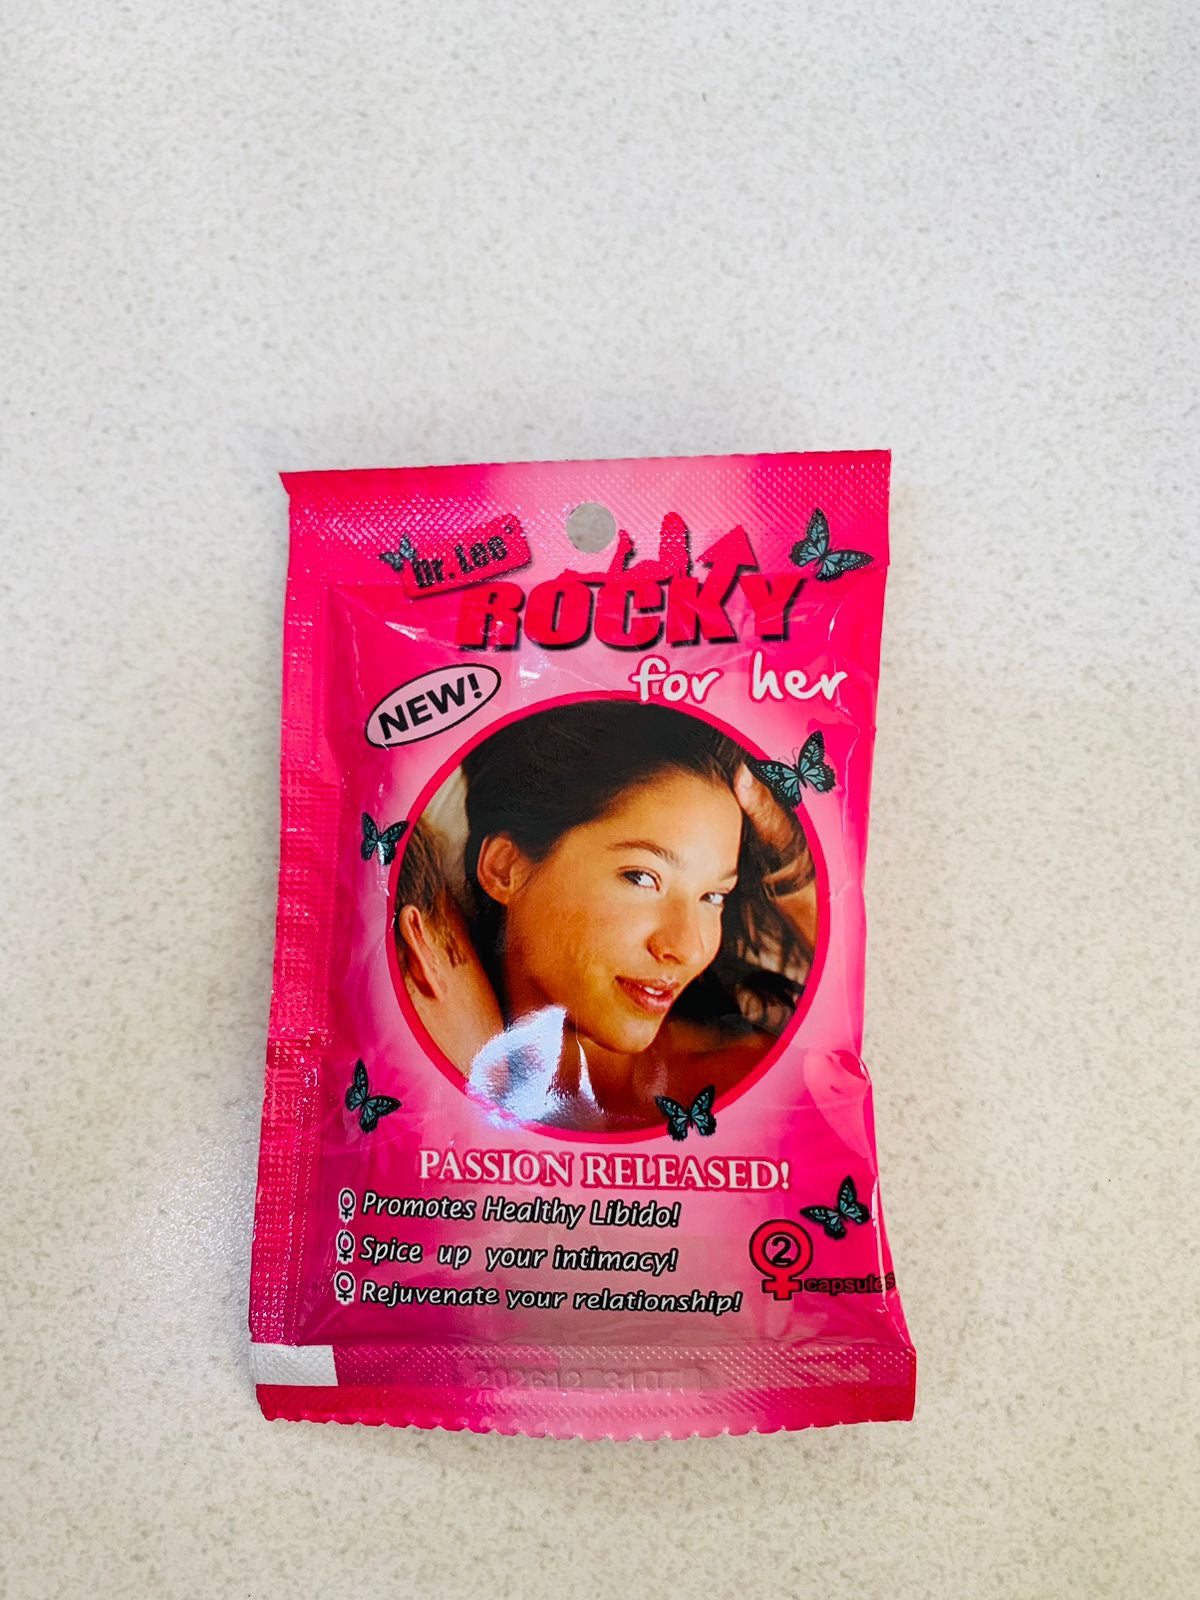 Dr. Lee's
ROCKY
for her
NEW!
PASSION RELEASED!
Promotes Healthy Libido!
Spice up your intimacy!
Rejuvenate your relationship!
2
capsules